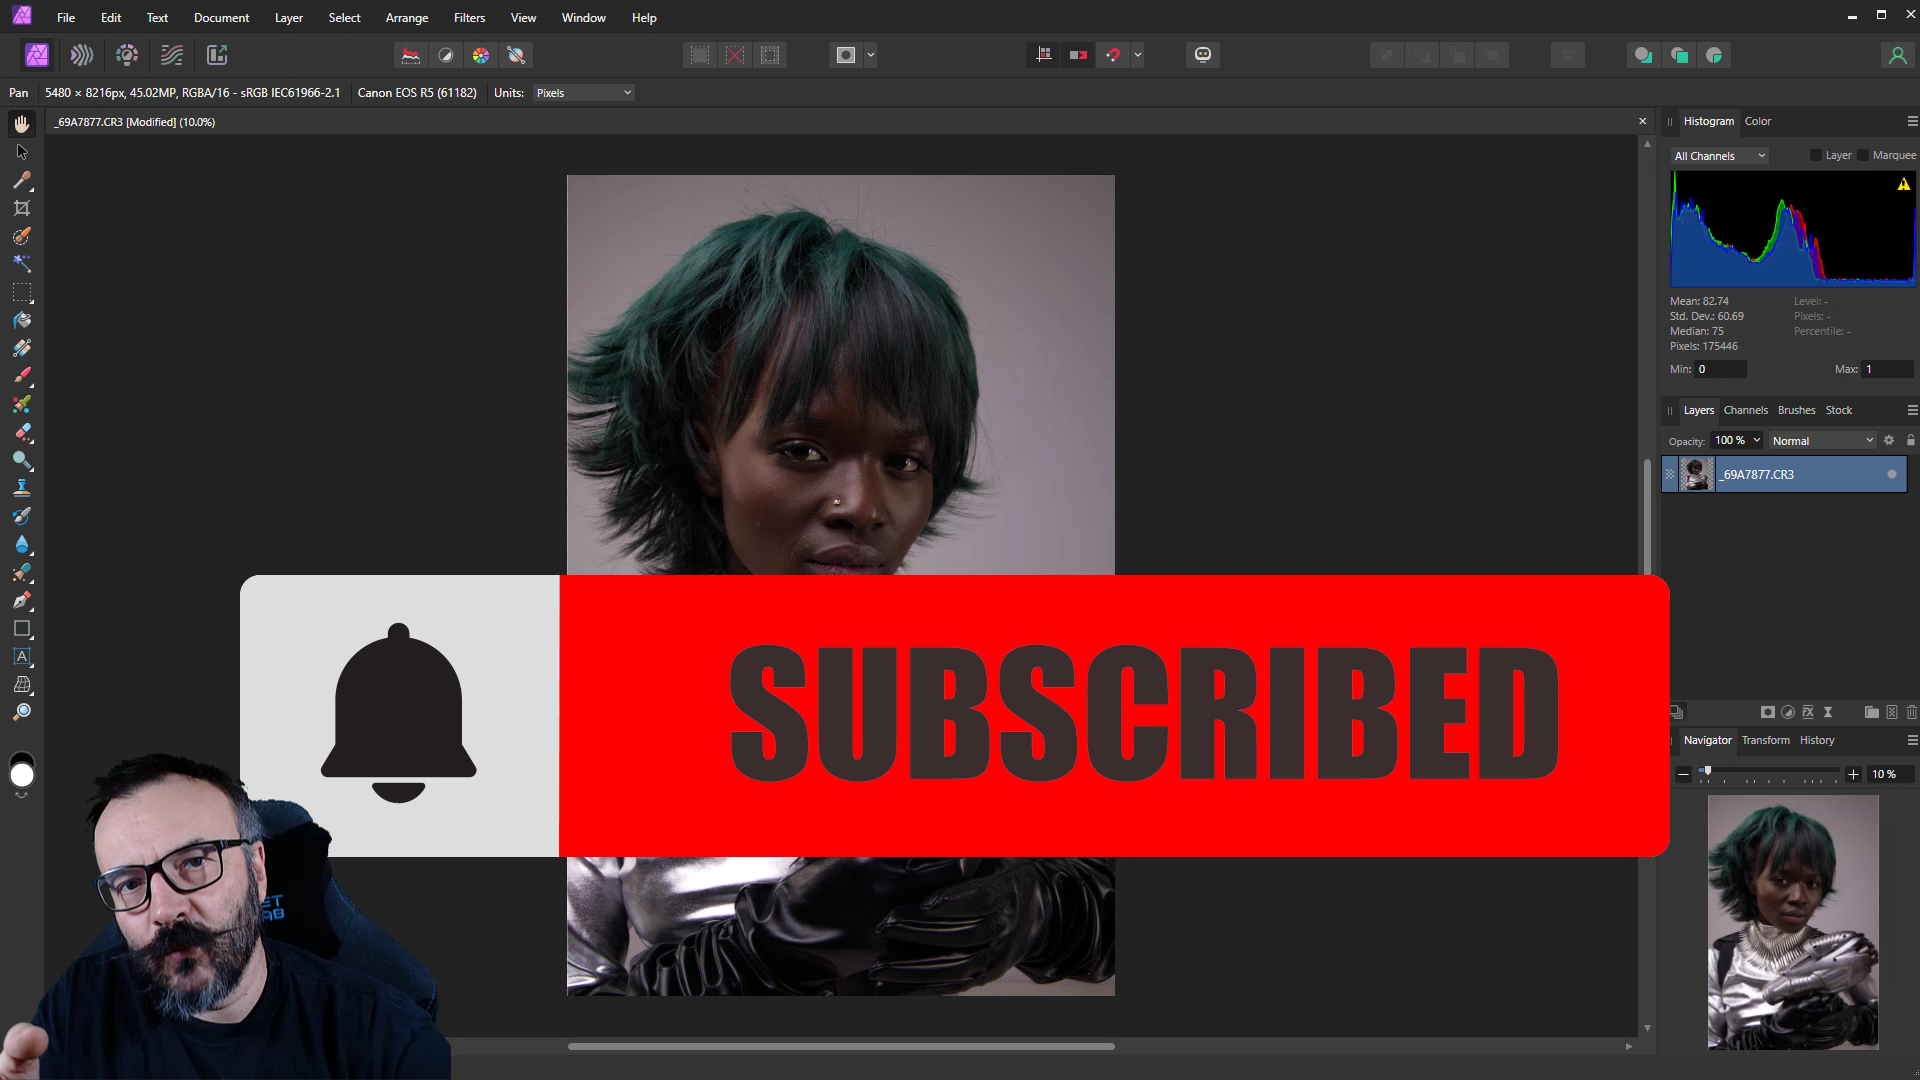 File Edit Text Document Layer Select Arrange Filters View Window Help
Pan 5480 × 8216px, 45.02MP, RGBA/16 - sRGB IEC61966-2.1 Canon EOS R5 (61182) Units: Pixels
_69A7877.CR3 [Modified] (10.0%)
Histogram Color
All Channels Layer Marquee
Mean: 82.74 Level: -
Std. Dev.: 60.69 Pixels: -
Median: 75 Percentile: -
Pixels: 175446
Min: 0 Max: 1
Layers Channels Brushes Stock
Opacity: 100 % Normal
_69A7877.CR3
SUBSCRIBED
FX
Navigator Transform History
10 %
A